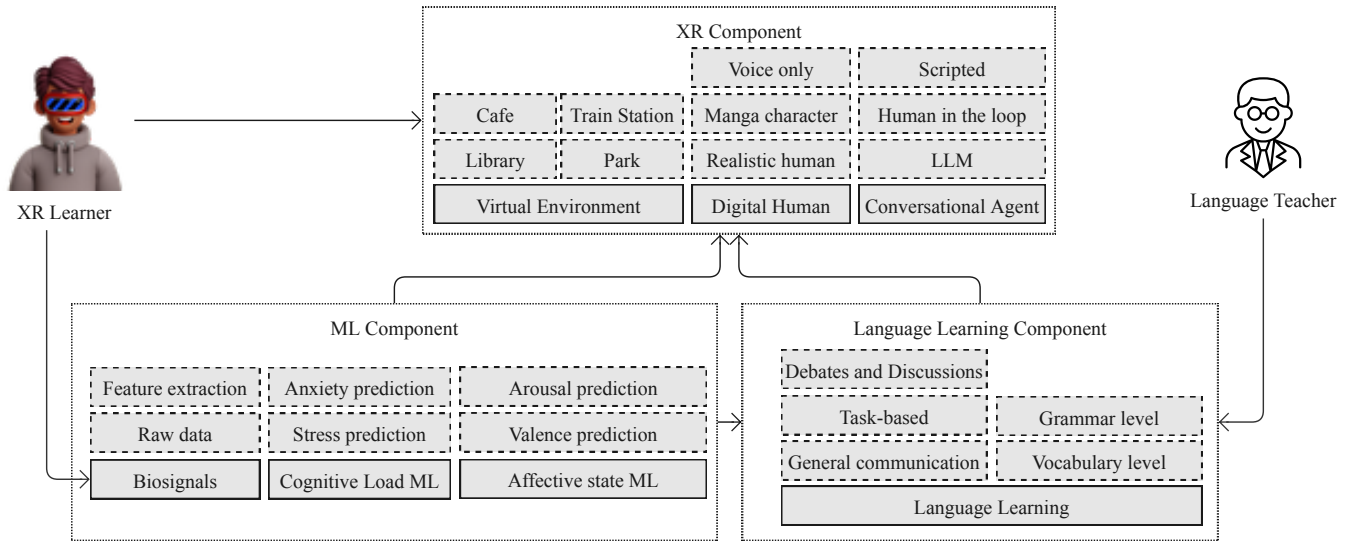 XR Component
Voice only
Scripted
Cafe
Train Station
Manga character
Human in the loop
Library
Park
Realistic human
LLM
Virtual Environment
Digital Human
Conversational Agent
XR Learner
Language Teacher
ML Component
Feature extraction
Anxiety prediction
Arousal prediction
Raw data
Stress prediction
Valence prediction
Biosignals
Cognitive Load ML
Affective state ML
Language Learning Component
Debates and Discussions
Task-based
Grammar level
General communication
Vocabulary level
Language Learning